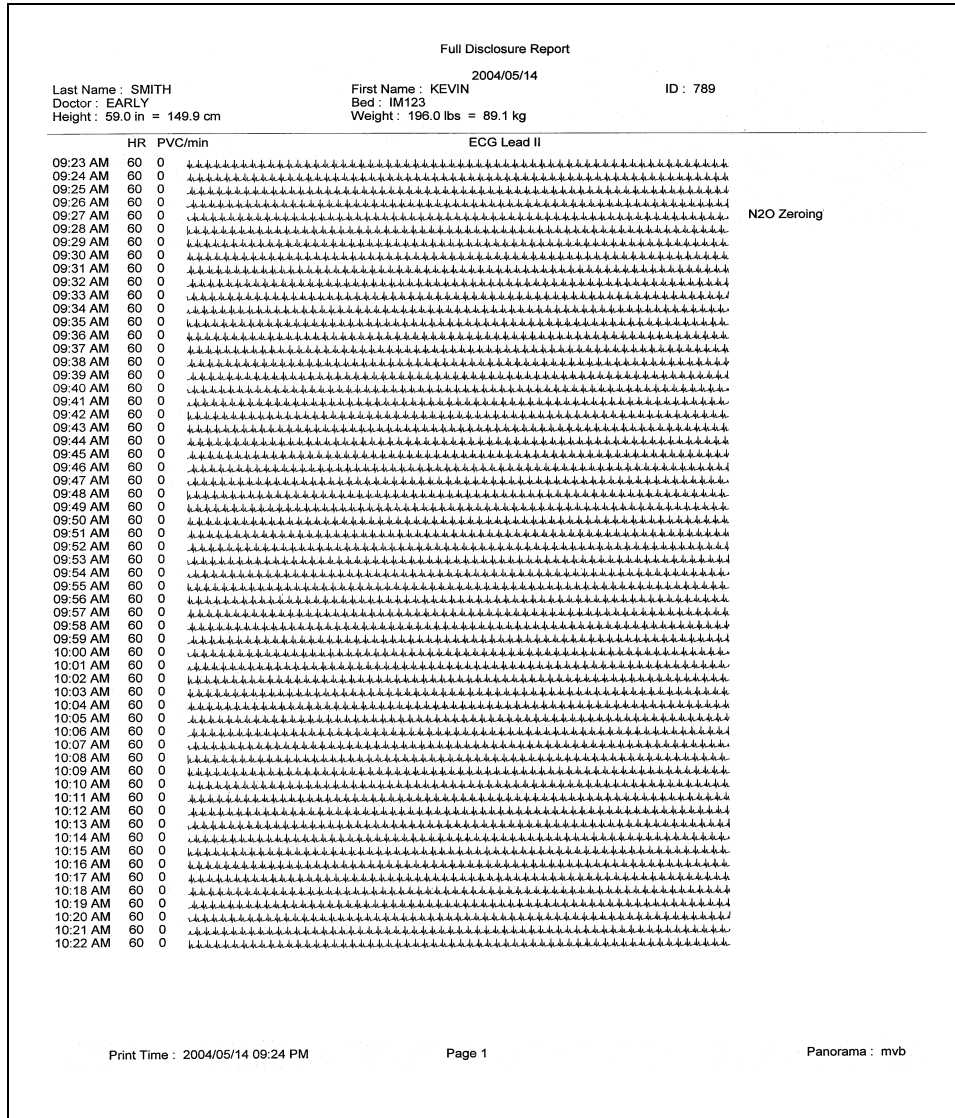 Full Disclosure Report
2004/05/14
Last Name : SMITH First Name : KEVIN ID : 789
Doctor : EARLY Bed : IM123
Height : 59.0 in = 149.9 cm Weight : 196.0 lbs = 89.1 kg
HR PVC/min ECG Lead II
09:23 AM 60 0
09:24 AM 60 0
09:25 AM 60 0
09:26 AM 60 0
09:27 AM 60 0 N2O Zeroing
09:28 AM 60 0
09:29 AM 60 0
09:30 AM 60 0
09:31 AM 60 0
09:32 AM 60 0
09:33 AM 60 0
09:34 AM 60 0
09:35 AM 60 0
09:36 AM 60 0
09:37 AM 60 0
09:38 AM 60 0
09:39 AM 60 0
09:40 AM 60 0
09:41 AM 60 0
09:42 AM 60 0
09:43 AM 60 0
09:44 AM 60 0
09:45 AM 60 0
09:46 AM 60 0
09:47 AM 60 0
09:48 AM 60 0
09:49 AM 60 0
09:50 AM 60 0
09:51 AM 60 0
09:52 AM 60 0
09:53 AM 60 0
09:54 AM 60 0
09:55 AM 60 0
09:56 AM 60 0
09:57 AM 60 0
09:58 AM 60 0
09:59 AM 60 0
10:00 AM 60 0
10:01 AM 60 0
10:02 AM 60 0
10:03 AM 60 0
10:04 AM 60 0
10:05 AM 60 0
10:06 AM 60 0
10:07 AM 60 0
10:08 AM 60 0
10:09 AM 60 0
10:10 AM 60 0
10:11 AM 60 0
10:12 AM 60 0
10:13 AM 60 0
10:14 AM 60 0
10:15 AM 60 0
10:16 AM 60 0
10:17 AM 60 0
10:18 AM 60 0
10:19 AM 60 0
10:20 AM 60 0
10:21 AM 60 0
10:22 AM 60 0
Print Time : 2004/05/14 09:24 PM Page 1 Panorama : mvb